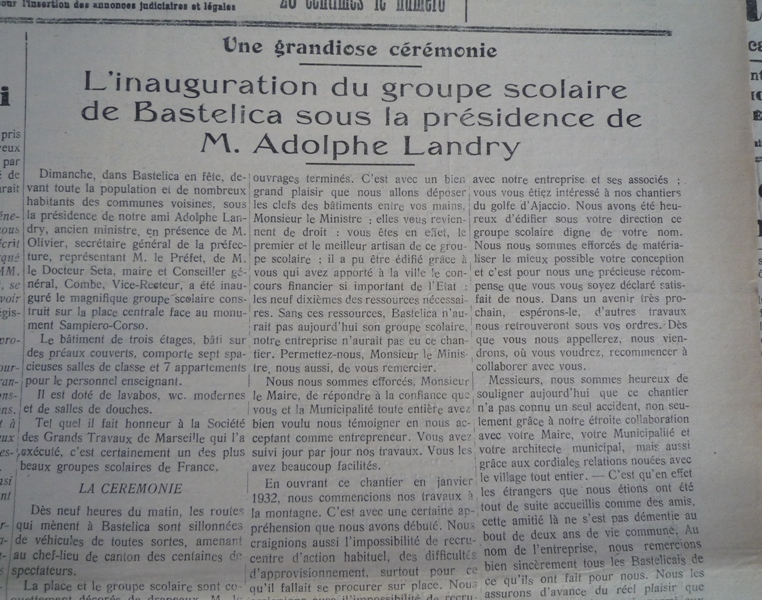 pour l'insertion des annonces judiciaires et légales
20 centimes le numéro
Une grandiose cérémonie
L'inauguration du groupe scolaire
de Bastelica sous la présidence de
M. Adolphe Landry
Dimanche, dans Bastelica en fête, de-
vant toute la population et de nombreux
habitants des communes voisines, sous
la présidence de notre ami Adolphe Lan-
dry, ancien ministre, en présence de M.
Olivier, secrétaire général de la préfec-
ture, représentant M. le Préfet, de M.
le Docteur Seta, maire et Conseiller gé-
néral, Combe, Vice-Recteur, a été inau-
guré le magnifique groupe scolaire cons-
truit sur la place centrale face au monu-
ment Sampiero-Corso.
Le bâtiment de trois étages, bâti sur
des préaux couverts, comporte sept spa-
cieuses salles de classe et 7 appartements
pour le personnel enseignant.
Il est doté de lavabos, wc. modernes
et de salles de douches.
Tel quel il fait honneur à la Société
des Grands Travaux de Marseille qui l'a
exécuté, c'est certainement un des plus
beaux groupes scolaires de France.
LA CEREMONIE
Dès neuf heures du matin, les routes
qui mènent à Bastelica sont sillonnées
de véhicules de toutes sortes, amenant
au chef-lieu de canton des centaines de
spectateurs.
La place et le groupe scolaire sont
ouvrages terminés. C'est avec un bien
grand plaisir que nous allons déposer
les clefs des bâtiments entre vos mains,
Monsieur le Ministre ; elles vous revien-
nent de droit : vous êtes en effet, le
premier et le meilleur artisan de ce grou-
pe scolaire ; il a pu être édifié grâce à
vous qui avez apporté à la ville le con-
cours financier si important de l'Etat :
les neuf dixièmes des ressources nécessai-
res. Sans ces ressources, Bastelica n'au-
rait pas aujourd'hui son groupe scolaire,
notre entreprise n'aurait pas eu ce chan-
tier. Permettez-nous, Monsieur le Minis-
tre, nous aussi, de vous remercier.
Nous nous sommes efforcés, Monsieur
le Maire, de répondre à la confiance que
vous et la Municipalité toute entière avez
bien voulu nous témoigner en nous ac-
ceptant comme entrepreneur. Vous avez
suivi jour par jour nos travaux. Vous les
avez beaucoup facilités.
En ouvrant ce chantier en janvier
1932, nous commencions nos travaux à
la montagne. C'est avec une certaine ap-
préhension que nous avons débuté. Nous
craignions aussi l'impossibilité de recru-
centre d'action habituel, des difficultés
d'approvisionnement, surtout pour ce
qu'il fallait se procurer sur place. Nous
craignions aussi l'impossibilité de recru-
avec notre entreprise et ses associés ;
vous vous étiez intéressé à nos chantiers
du golfe d'Ajaccio. Nous avons été heu-
reux d'édifier sous votre direction ce
groupe scolaire digne de votre nom.
Nous nous sommes efforcés de matéria-
liser le mieux possible votre conception
et c'est pour nous une précieuse récom-
pense que vous vous soyez déclaré satis-
fait de nous. Dans un avenir très pro-
chain, espérons-le, d'autres travaux
nous retrouveront sous vos ordres. Dès
que vous nous appellerez, nous vien-
drons, où vous voudrez, recommencer à
collaborer avec vous.
Messieurs, nous sommes heureux de
souligner aujourd'hui que ce chantier
n'a pas connu un seul accident, non seu-
lement grâce à notre étroite collaboration
avec votre Maire, votre Municipalité et
votre architecte municipal, mais aussi
grâce aux cordiales relations nouées avec
le village tout entier. — C'est qu'en effet
les étrangers que nous étions ont été
tout de suite accueillis comme des amis,
cette amitié là ne s'est pas démentie au
bout de deux ans de vie commune. Au
nom de l'entreprise, nous remercions
bien sincèrement tous les Bastelicais de
ce qu'ils ont fait pour nous. Nous les
assurons d'avance du réel plaisir que